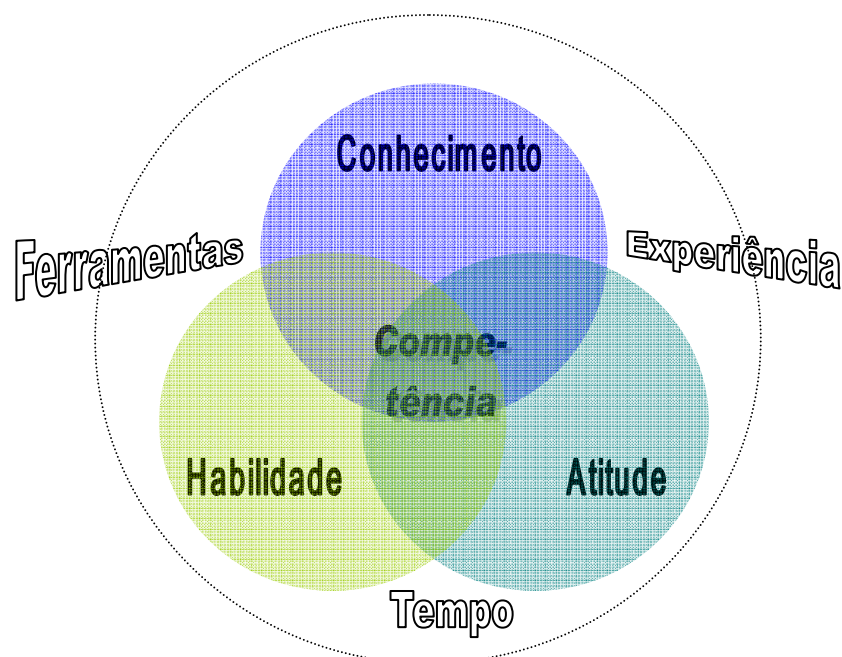 Conhecimento
Ferramentas
Experiência
Compe-
tência
Habilidade
Atitude
Tempo